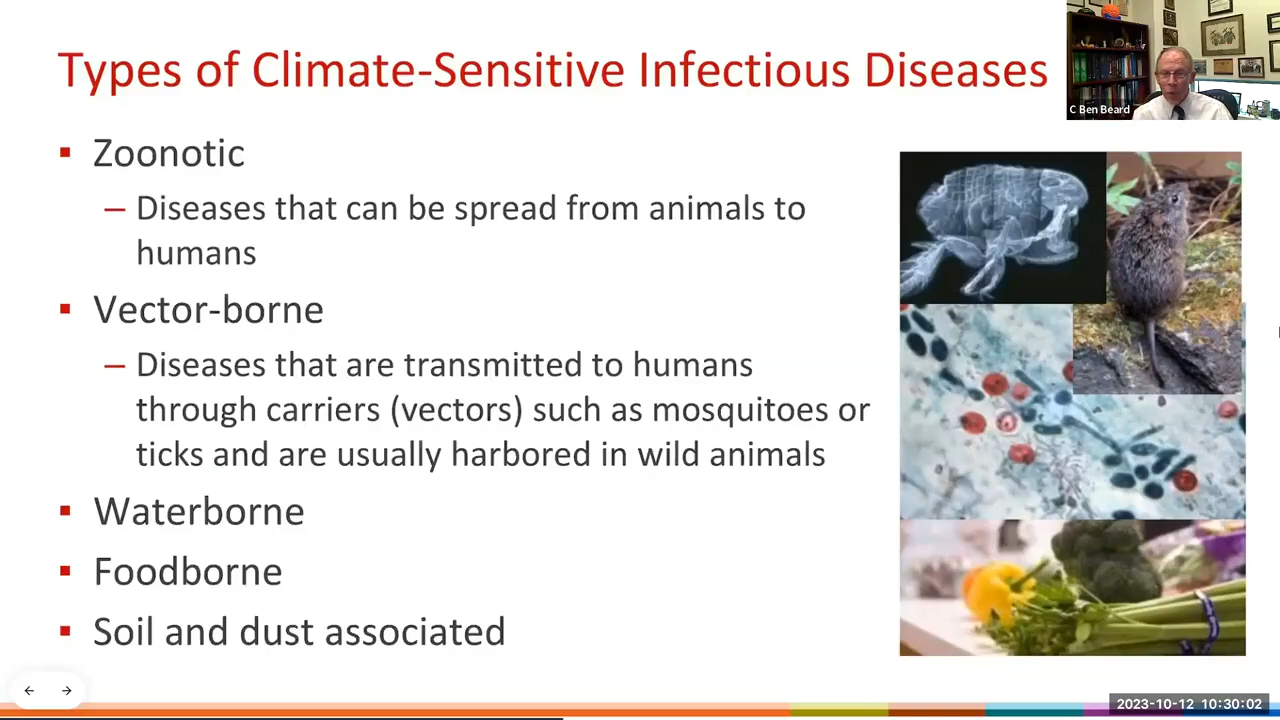 Types of Climate-Sensitive Infectious Diseases
C Ben Beard
▪ Zoonotic
– Diseases that can be spread from animals to
humans
▪ Vector-borne
– Diseases that are transmitted to humans
through carriers (vectors) such as mosquitoes or
ticks and are usually harbored in wild animals
▪ Waterborne
▪ Foodborne
▪ Soil and dust associated
2023-10-12 10:30:02